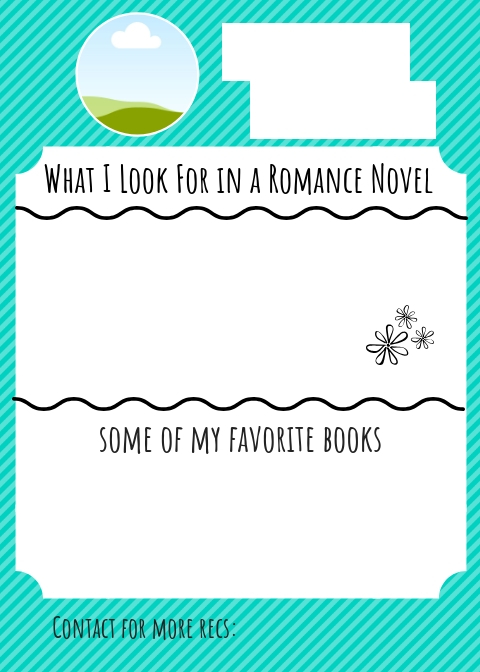 What I Look For in a Romance Novel
some of my favorite books
Contact for more recs: